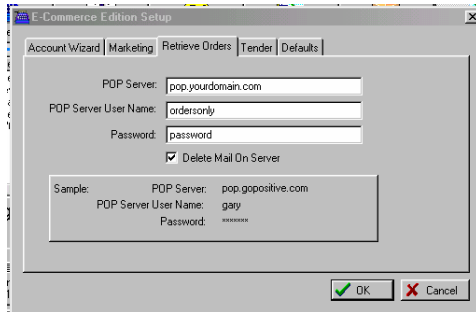 E-Commerce Edition Setup
Account Wizard Marketing Retrieve Orders Tender Defaults
POP Server: pop.yourdomain.com
POP Server User Name: ordersonly
Password: password
Delete Mail On Server
Sample: POP Server: pop.gopositive.com
POP Server User Name: gary
Password: *******
OK Cancel